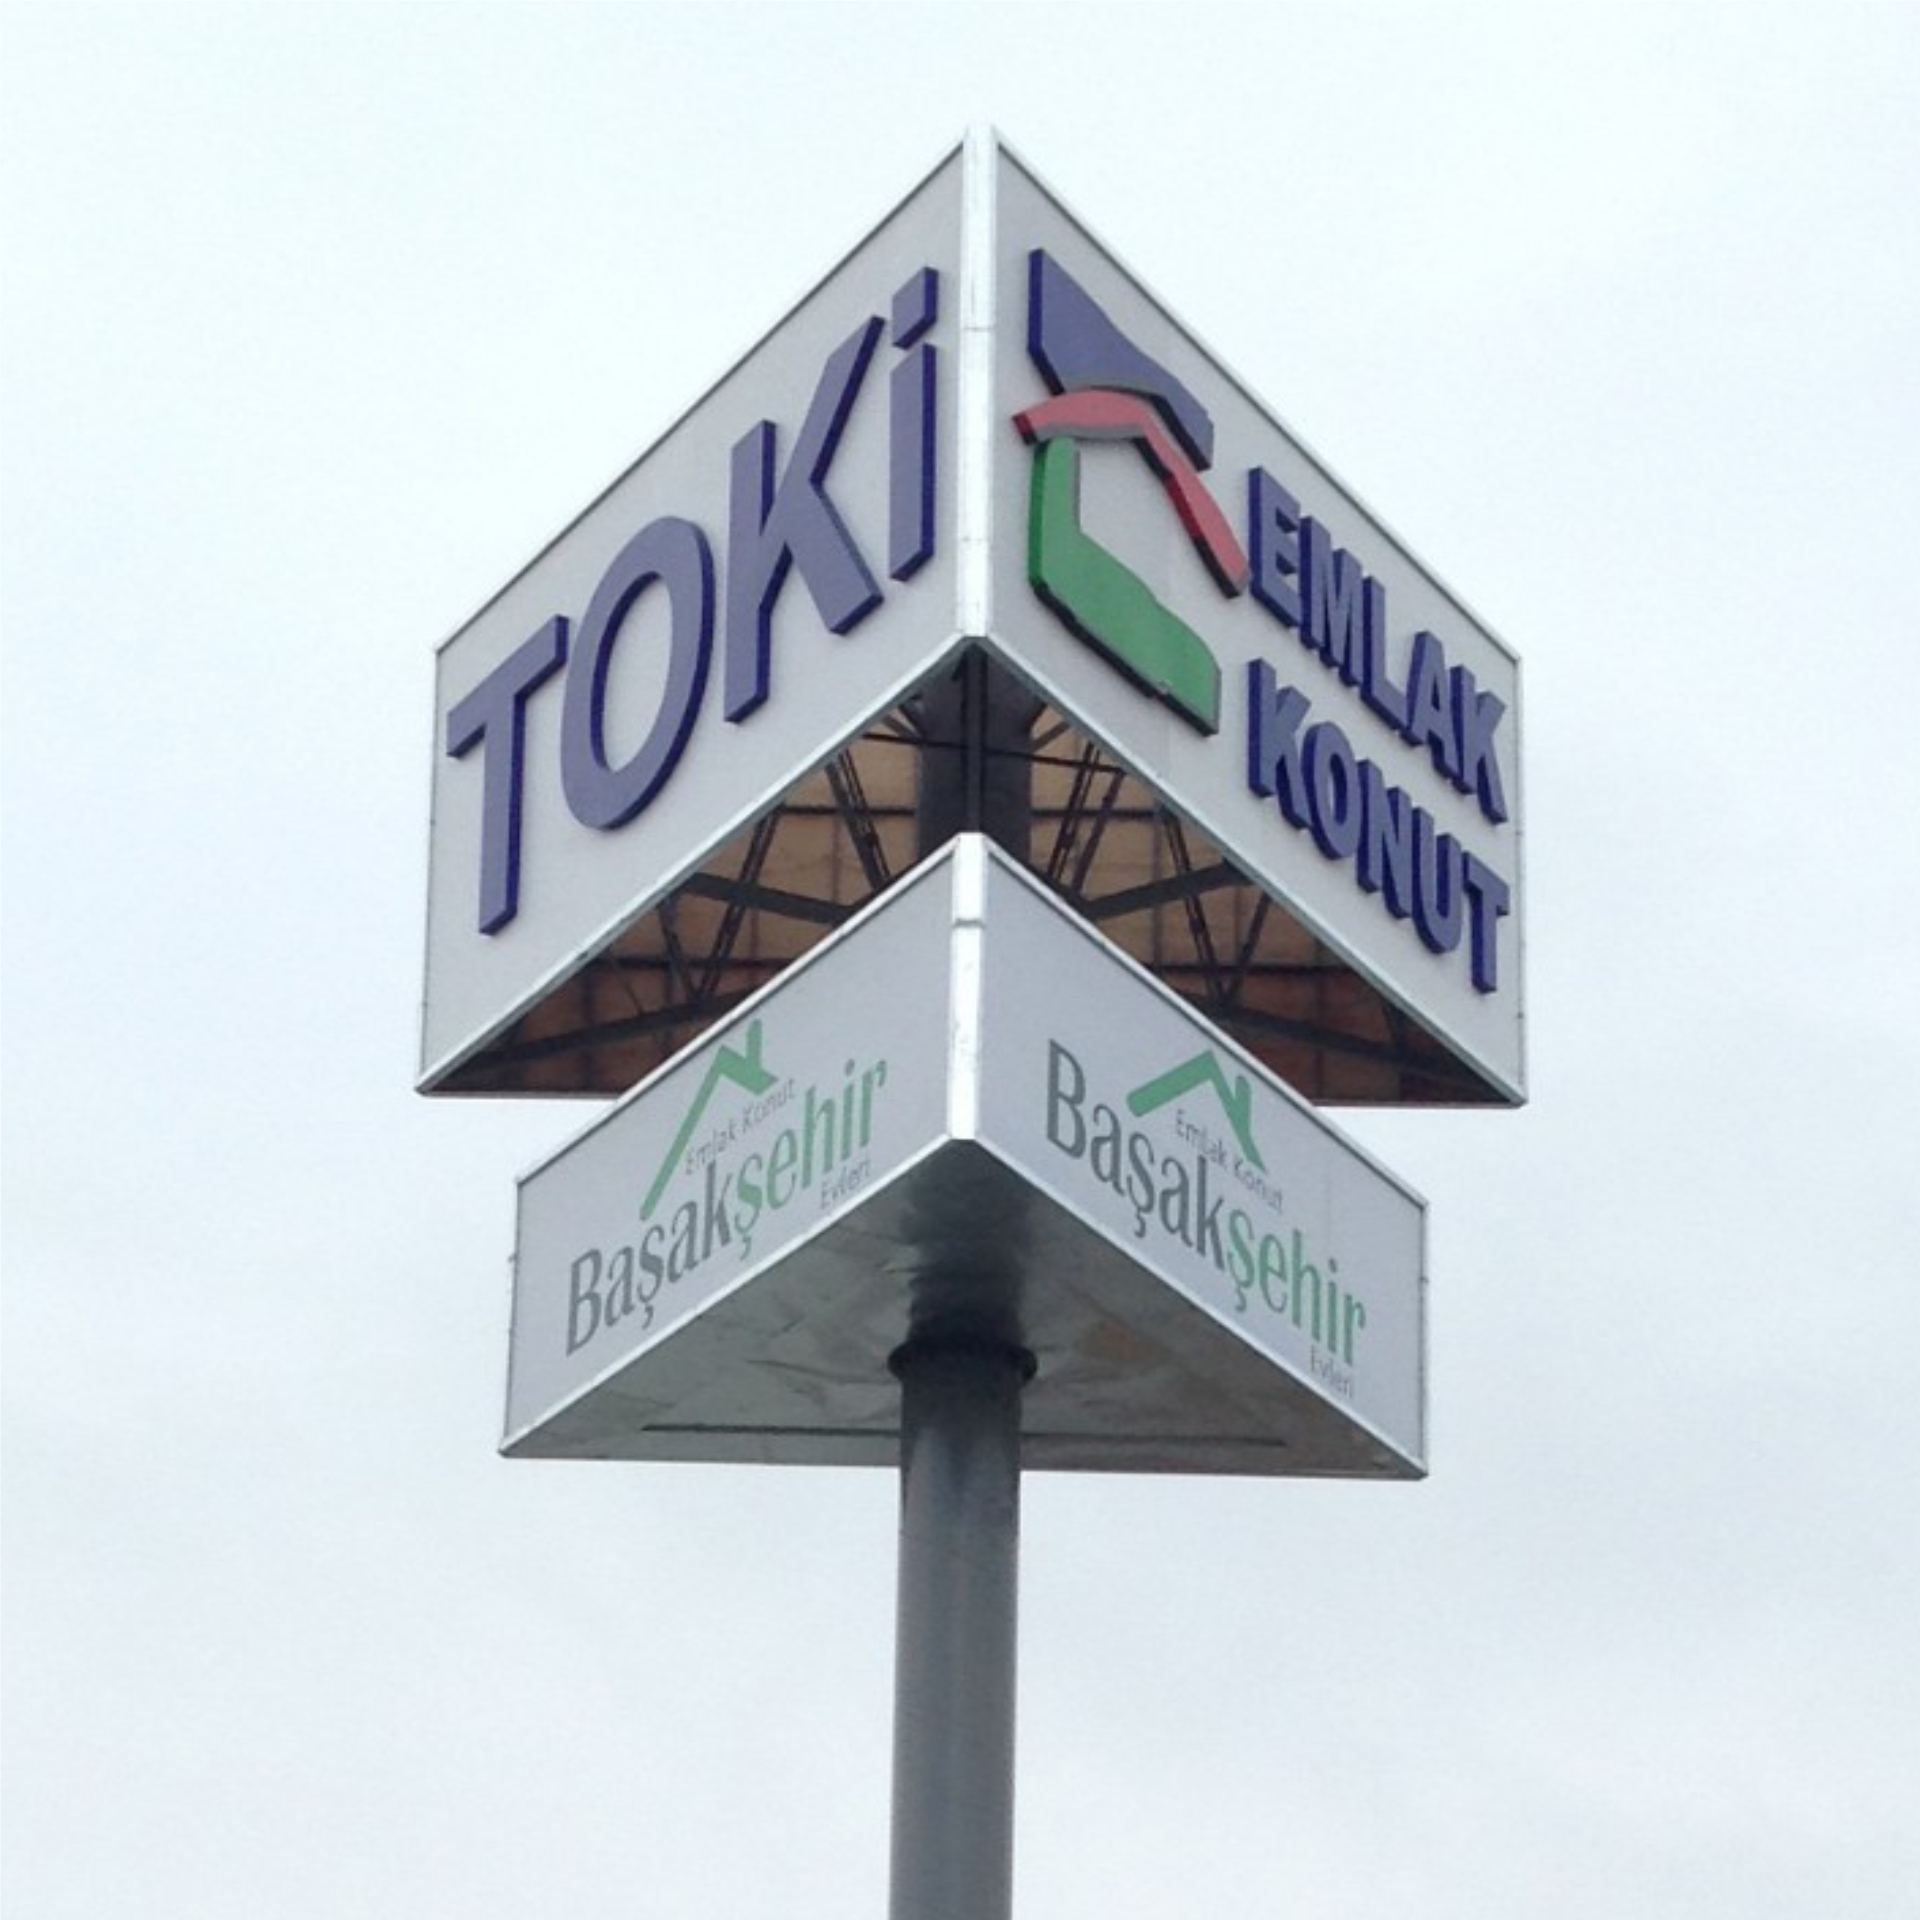 TOKİ
EMLAK
KONUT
Emlak Konut
Başakşehir
Evleri
Emlak Konut
Başakşehir
Evleri